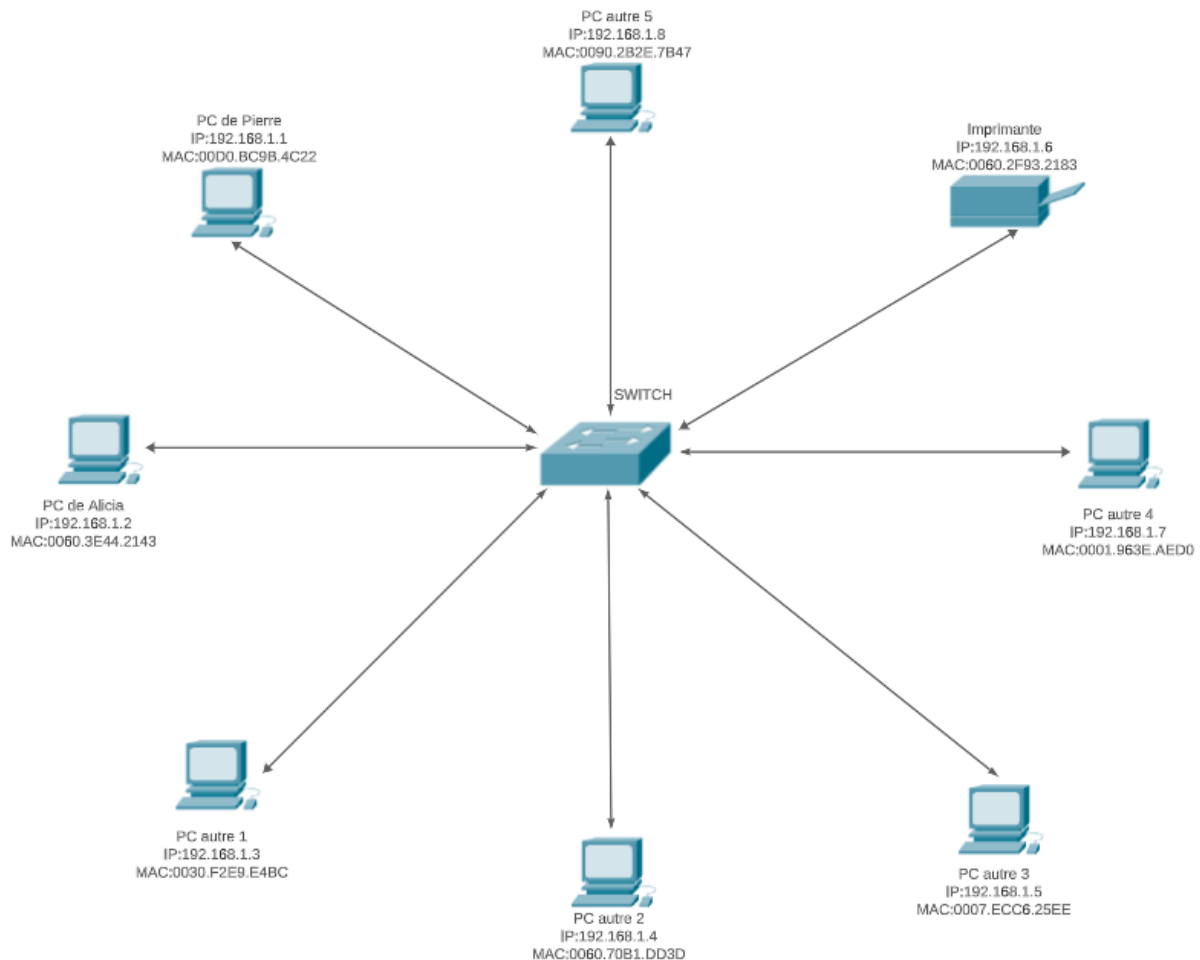 PC autre 5
IP:192.168.1.8
MAC:0090.2B2E.7B47
PC de Pierre
IP:192.168.1.1
MAC:00D0.BC9B.4C22
Imprimante
IP:192.168.1.6
MAC:0060.2F93.2183
SWITCH
PC de Alicia
IP:192.168.1.2
MAC:0060.3E44.2143
PC autre 4
IP:192.168.1.7
MAC:0001.963E.AED0
PC autre 1
IP:192.168.1.3
MAC:0030.F2E9.E4BC
PC autre 2
IP:192.168.1.4
MAC:0060.70B1.DD3D
PC autre 3
IP:192.168.1.5
MAC:0007.ECC6.25EE